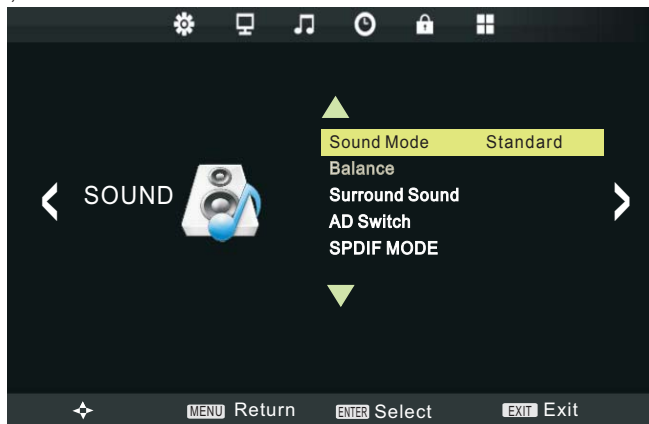 Sound Mode Standard
Balance
SOUND
Surround Sound
AD Switch
SPDIF MODE
MENU Return ENTER Select EXIT Exit